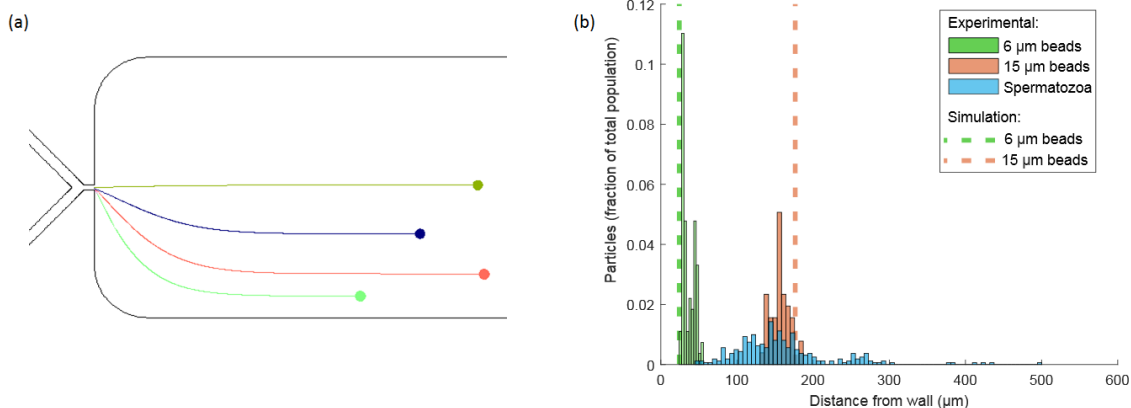 (a)
(b)
Particles (fraction of total population)
0.12
0.1
0.08
0.06
0.04
0.02
0
0
100
200
300
400
500
600
Distance from wall (µm)
Experimental:
6 µm beads
15 µm beads
Spermatozoa
Simulation:
6 µm beads
15 µm beads